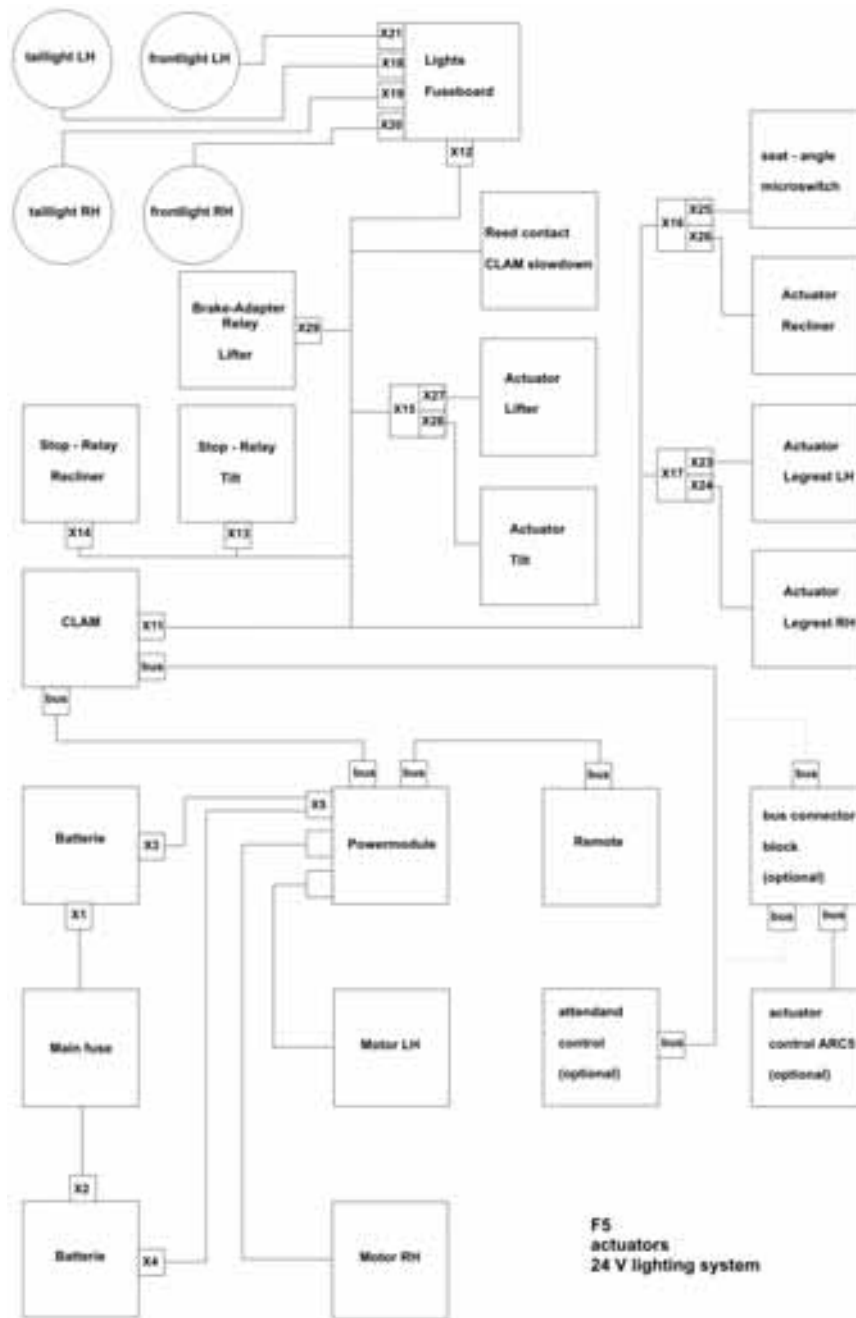 taillight LH
frontlight LH
X21
X18
X19
X20
Lights
Fuseboard
X12
taillight RH
frontlight RH
seat - angle
microswitch
X25
X16
X26
Reed contact
CLAM slowdown
Brake-Adapter
Relay
Lifter
X29
Actuator
Recliner
Actuator
Lifter
X27
X15
X28
Stop - Relay
Recliner
X14
Stop - Relay
Tilt
X13
Actuator
Legrest LH
X23
X17
X24
Actuator
Tilt
CLAM
X11
bus
bus
Actuator
Legrest RH
bus
bus
bus
bus
Batterie
X3
X1
X5
Powermodule
Remote
bus connector
block
(optional)
bus
bus
Main fuse
Motor LH
attendand
control
(optional)
bus
actuator
control ARC5
(optional)
X2
Batterie
X4
Motor RH
F5
actuators
24 V lighting system